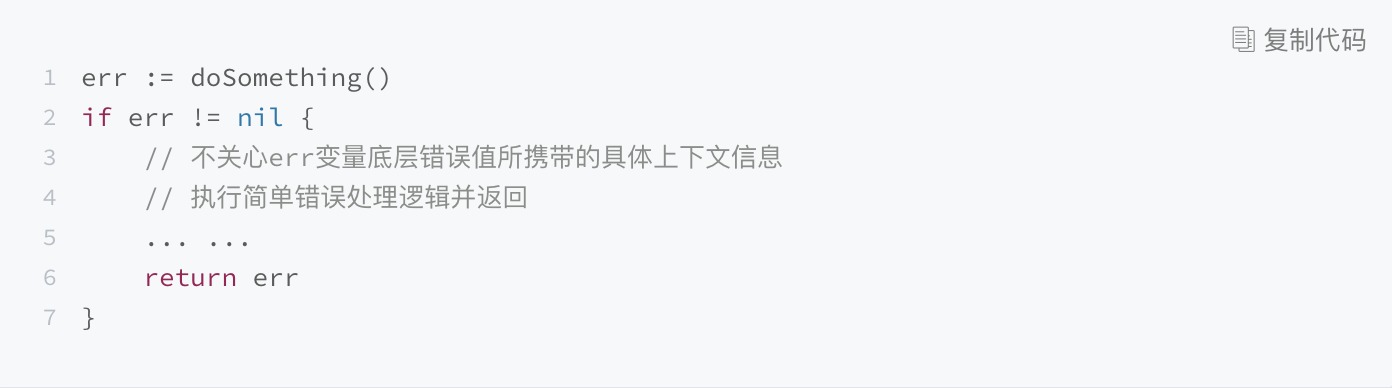 复制代码
1 err := doSomething()
2 if err != nil {
3     // 不关心err变量底层错误值所携带的具体上下文信息
4     // 执行简单错误处理逻辑并返回
5     ... ...
6     return err
7 }